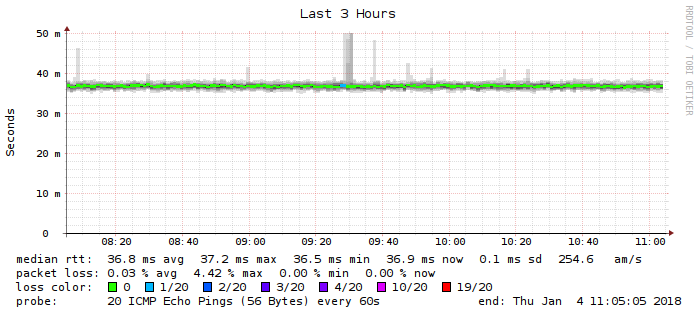 Last 3 Hours
RRDTOOL / TOBI OETIKER
Seconds
50 m
40 m
30 m
20 m
10 m
0
08:20 08:40 09:00 09:20 09:40 10:00 10:20 10:40 11:00
median rtt: 36.8 ms avg 37.2 ms max 36.5 ms min 36.9 ms now 0.1 ms sd 254.6 am/s
packet loss: 0.03 % avg 4.42 % max 0.00 % min 0.00 % now
loss color: 0 1/20 2/20 3/20 4/20 10/20 19/20
probe: 20 ICMP Echo Pings (56 Bytes) every 60s end: Thu Jan 4 11:05:05 2018